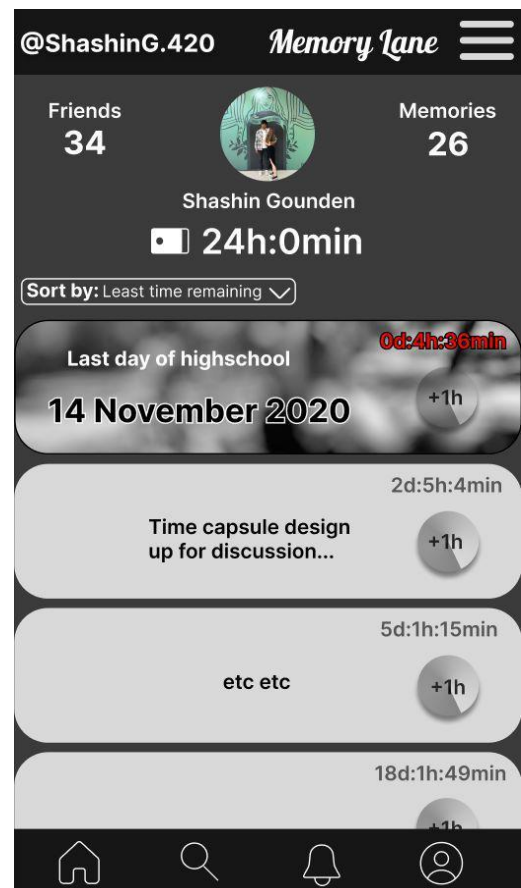 @ShashinG.420 Memory Lane
Friends
34
Memories
26
Shashin Gounden
24h:0min
Sort by: Least time remaining
0d:4h:36min
Last day of highschool
14 November 2020
+1h
2d:5h:4min
Time capsule design
up for discussion...
+1h
5d:1h:15min
etc etc
+1h
18d:1h:49min
+1h